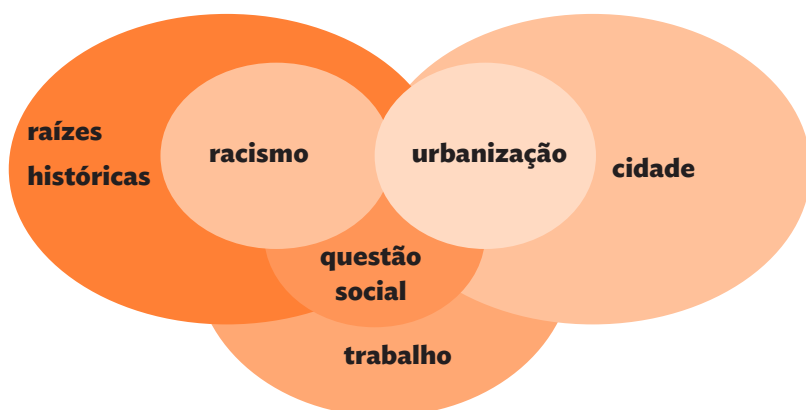 raízes
históricas
racismo
urbanização
cidade
questão
social
trabalho